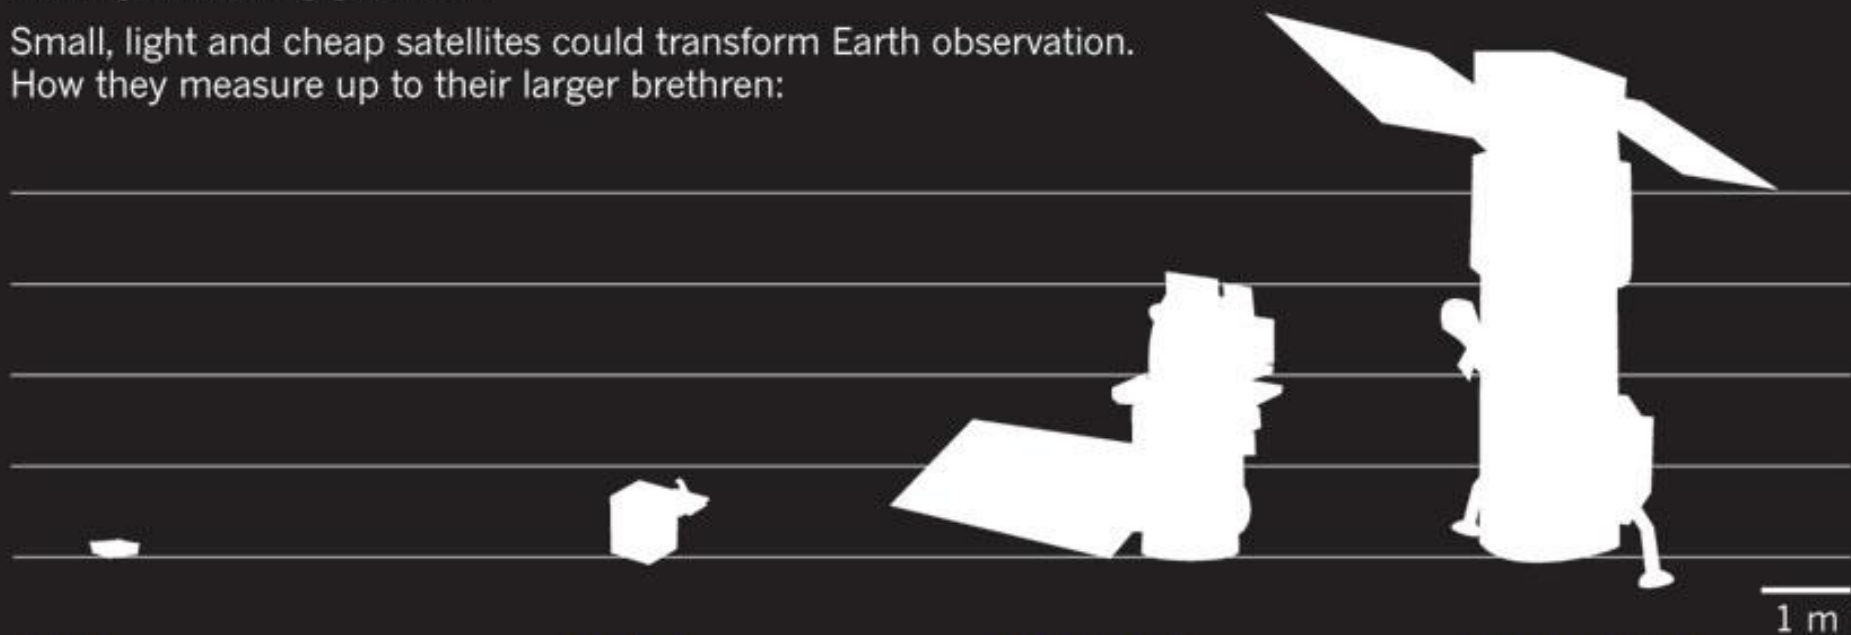 Small, light and cheap satellites could transform Earth observation.
How they measure up to their larger brethren:
1 m